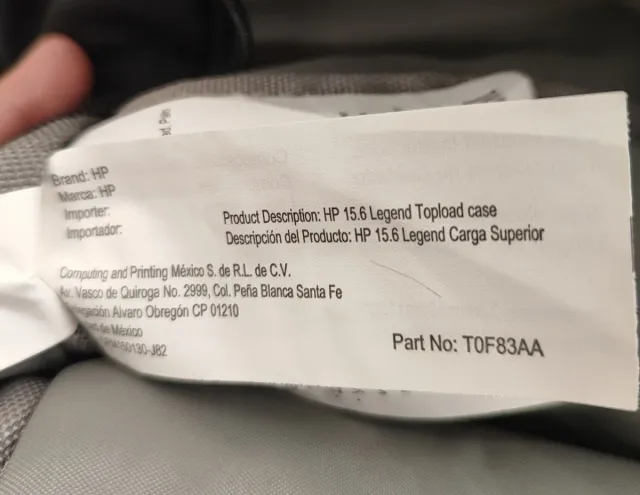 Brand: HP
Marca: HP
Importer:
Importador:
Product Description: HP 15.6 Legend Topload case
Descripción del Producto: HP 15.6 Legend Carga Superior
Computing and Printing México S. de R.L. de C.V.
Av. Vasco de Quiroga No. 2999, Col. Peña Blanca Santa Fe
Alvaro Obregón CP 01210
de México
Part No: T0F83AA